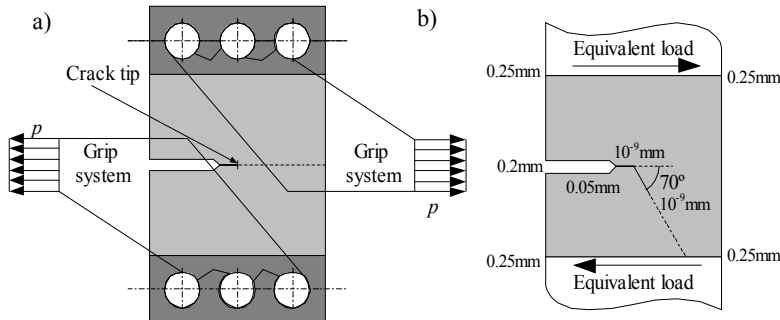 a)
Crack tip
p
Grip
system
Grip
system
p
b)
Equivalent load
0.25mm
0.25mm
10⁻⁹mm
0.2mm
0.05mm
70º
10⁻⁹mm
0.25mm
0.25mm
Equivalent load